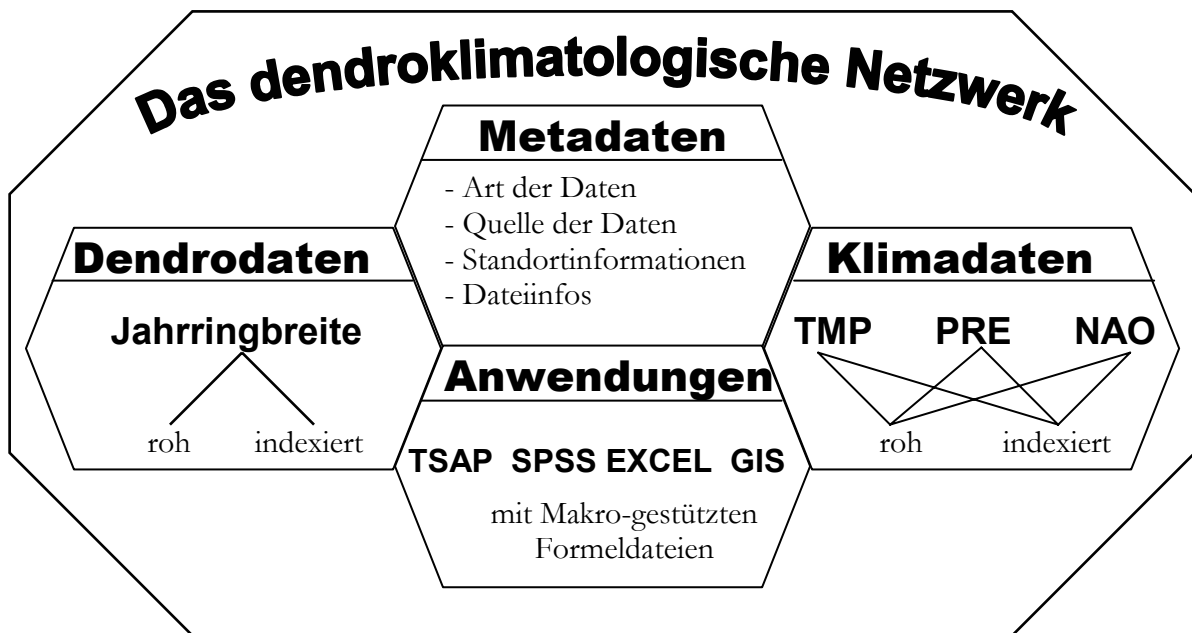 Das dendroklimatologische Netzwerk
Metadaten
- Art der Daten
- Quelle der Daten
- Standortinformationen
- Dateiinfos
Dendrodaten
Jahrringbreite
roh indexiert
Klimadaten
TMP PRE NAO
roh indexiert
Anwendungen
TSAP SPSS EXCEL GIS
mit Makro-gestützten
Formeldateien